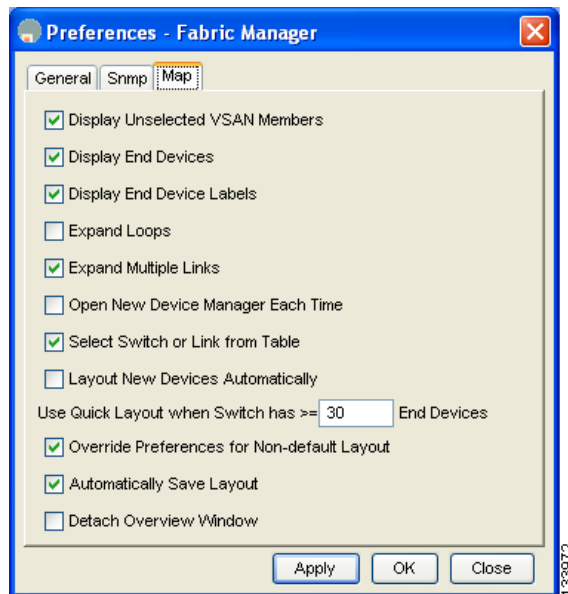 Preferences - Fabric Manager
General Snmp Map
Display Unselected VSAN Members
Display End Devices
Display End Device Labels
Expand Loops
Expand Multiple Links
Open New Device Manager Each Time
Select Switch or Link from Table
Layout New Devices Automatically
Use Quick Layout when Switch has >= 30 End Devices
Override Preferences for Non-default Layout
Automatically Save Layout
Detach Overview Window
Apply OK Close
133972